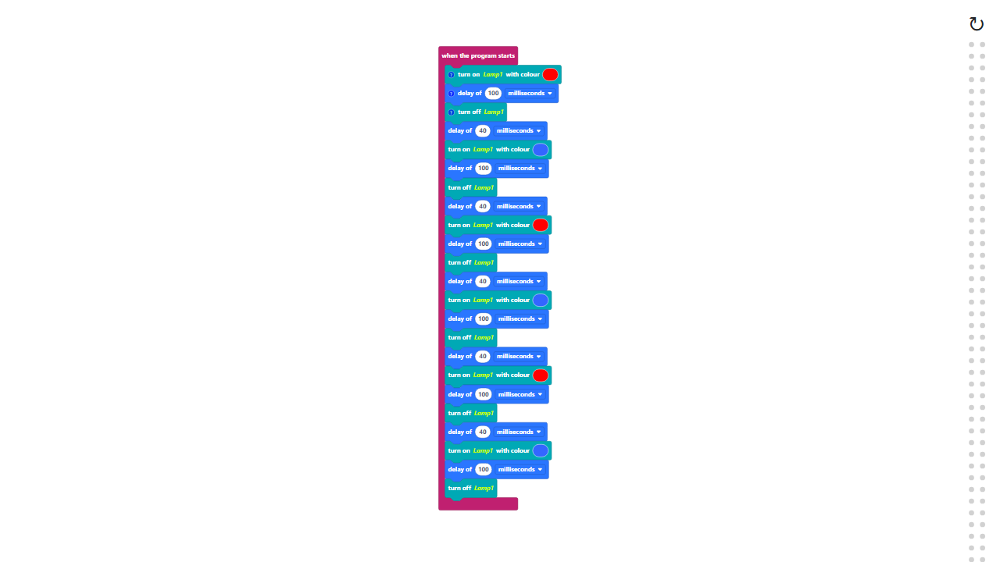 when the program starts
? turn on Lamp1 with colour
? delay of 100 milliseconds
? turn off Lamp1
delay of 40 milliseconds
turn on Lamp1 with colour
delay of 100 milliseconds
turn off Lamp1
delay of 40 milliseconds
turn on Lamp1 with colour
delay of 100 milliseconds
turn off Lamp1
delay of 40 milliseconds
turn on Lamp1 with colour
delay of 100 milliseconds
turn off Lamp1
delay of 40 milliseconds
turn on Lamp1 with colour
delay of 100 milliseconds
turn off Lamp1
delay of 40 milliseconds
turn on Lamp1 with colour
delay of 100 milliseconds
turn off Lamp1